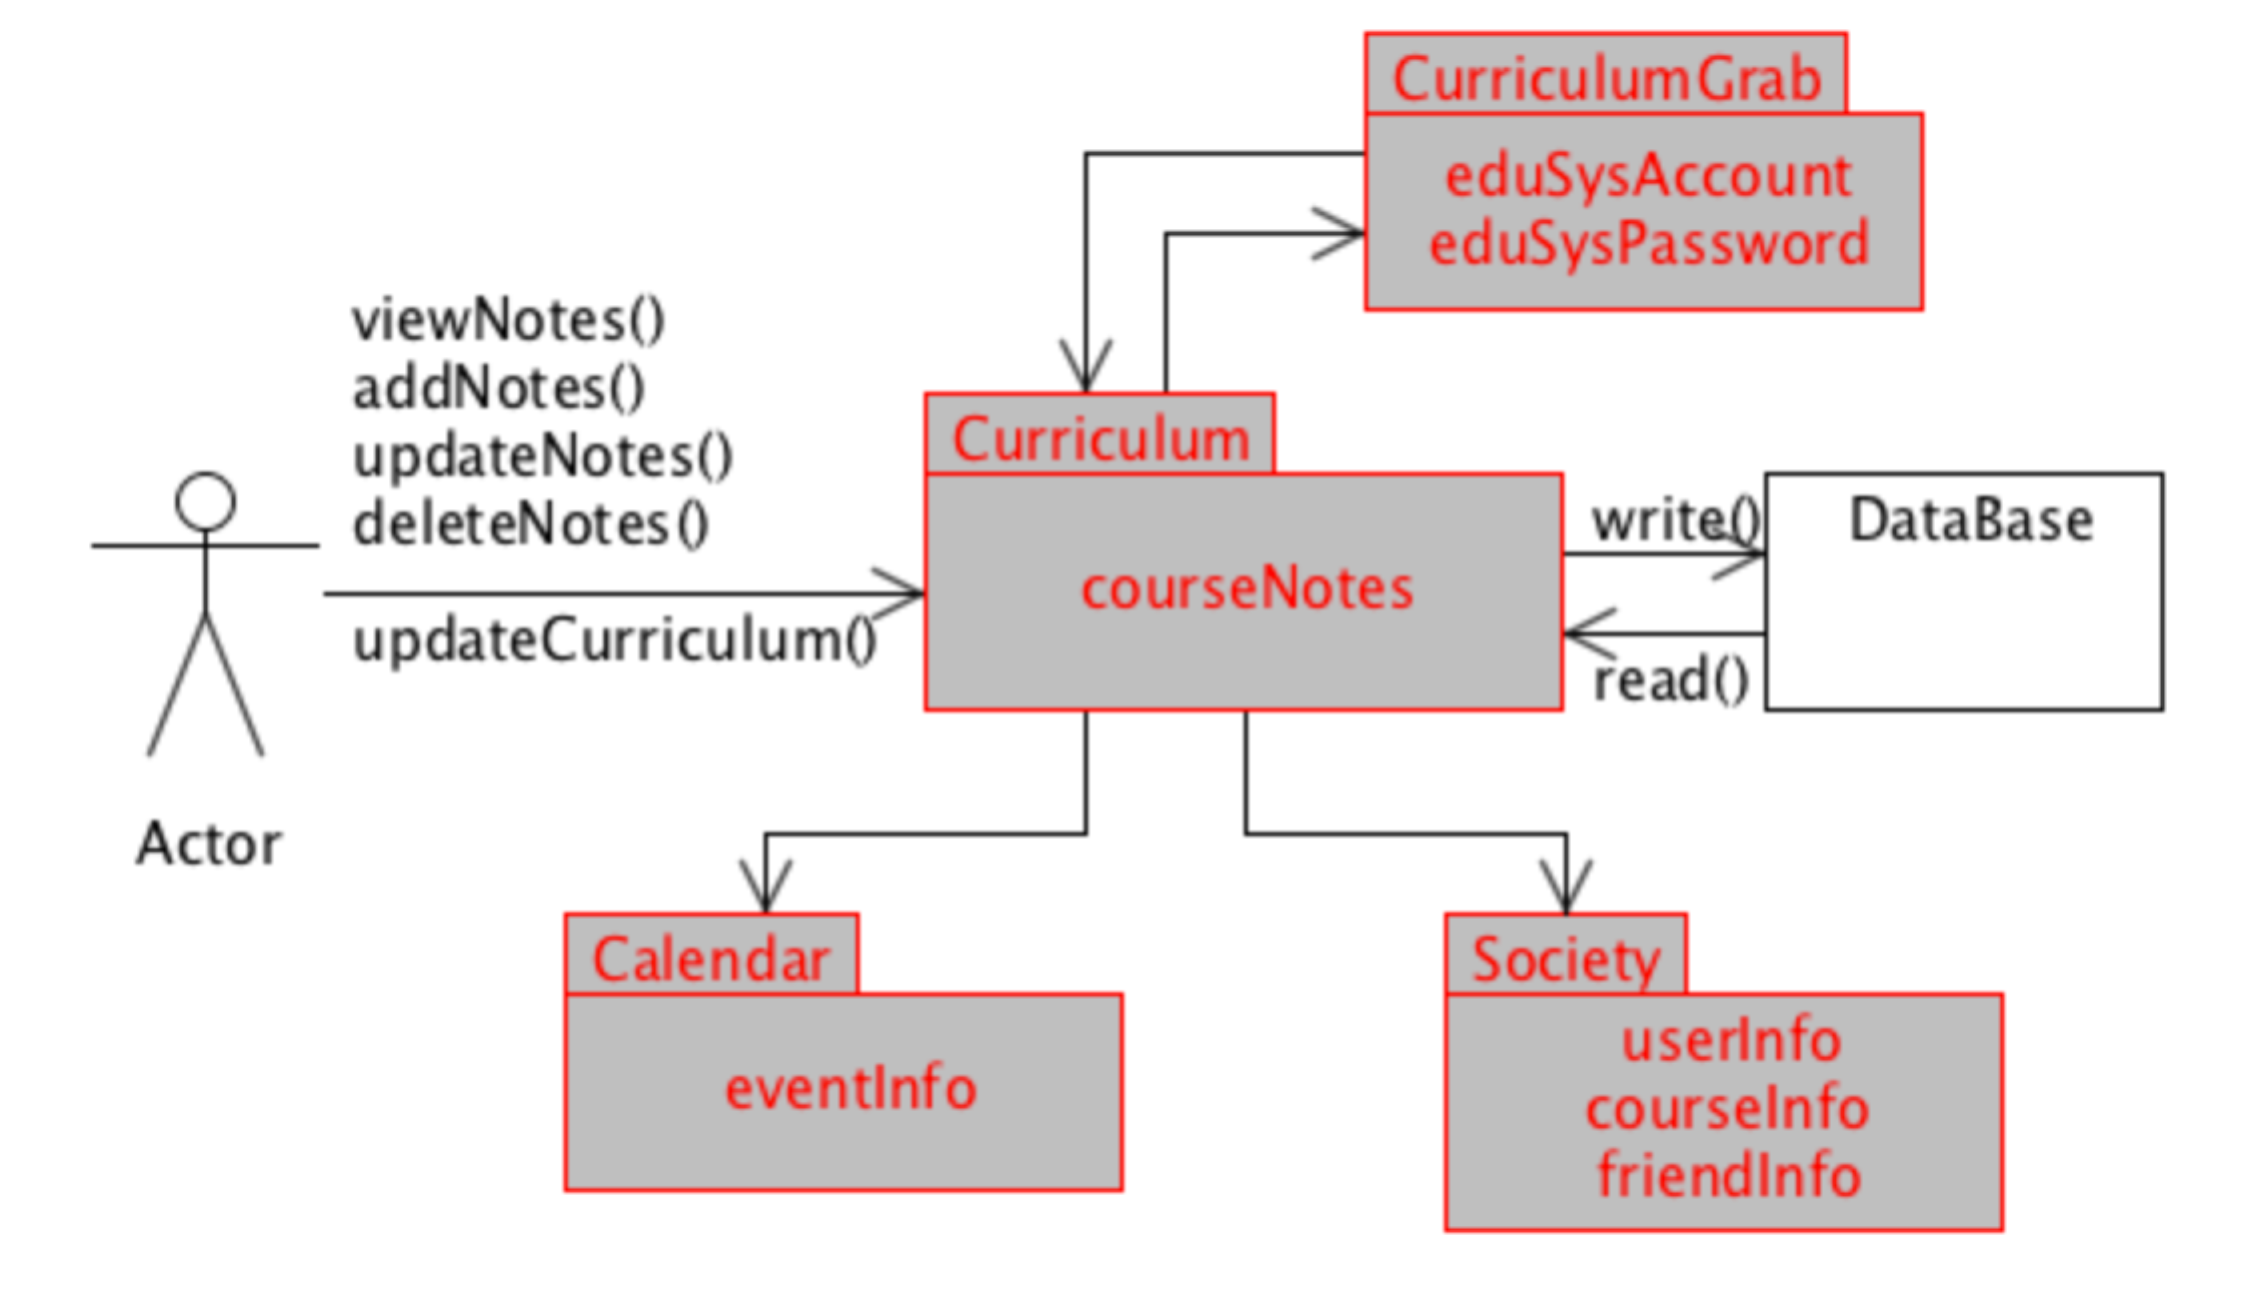 CurriculumGrab
eduSysAccount
eduSysPassword
viewNotes()
addNotes()
updateNotes()
deleteNotes()
updateCurriculum()
Actor
Curriculum
courseNotes
write()
read()
DataBase
Calendar
eventInfo
Society
userInfo
courseInfo
friendInfo